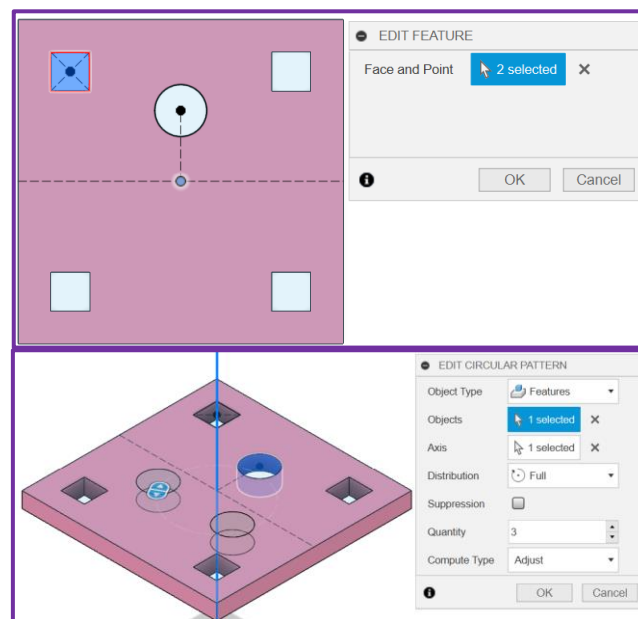 EDIT FEATURE
Face and Point 2 selected
OK Cancel
EDIT CIRCULAR PATTERN
Object Type Features
Objects 1 selected
Axis 1 selected
Distribution Full
Suppression
Quantity 3
Compute Type Adjust
OK Cancel